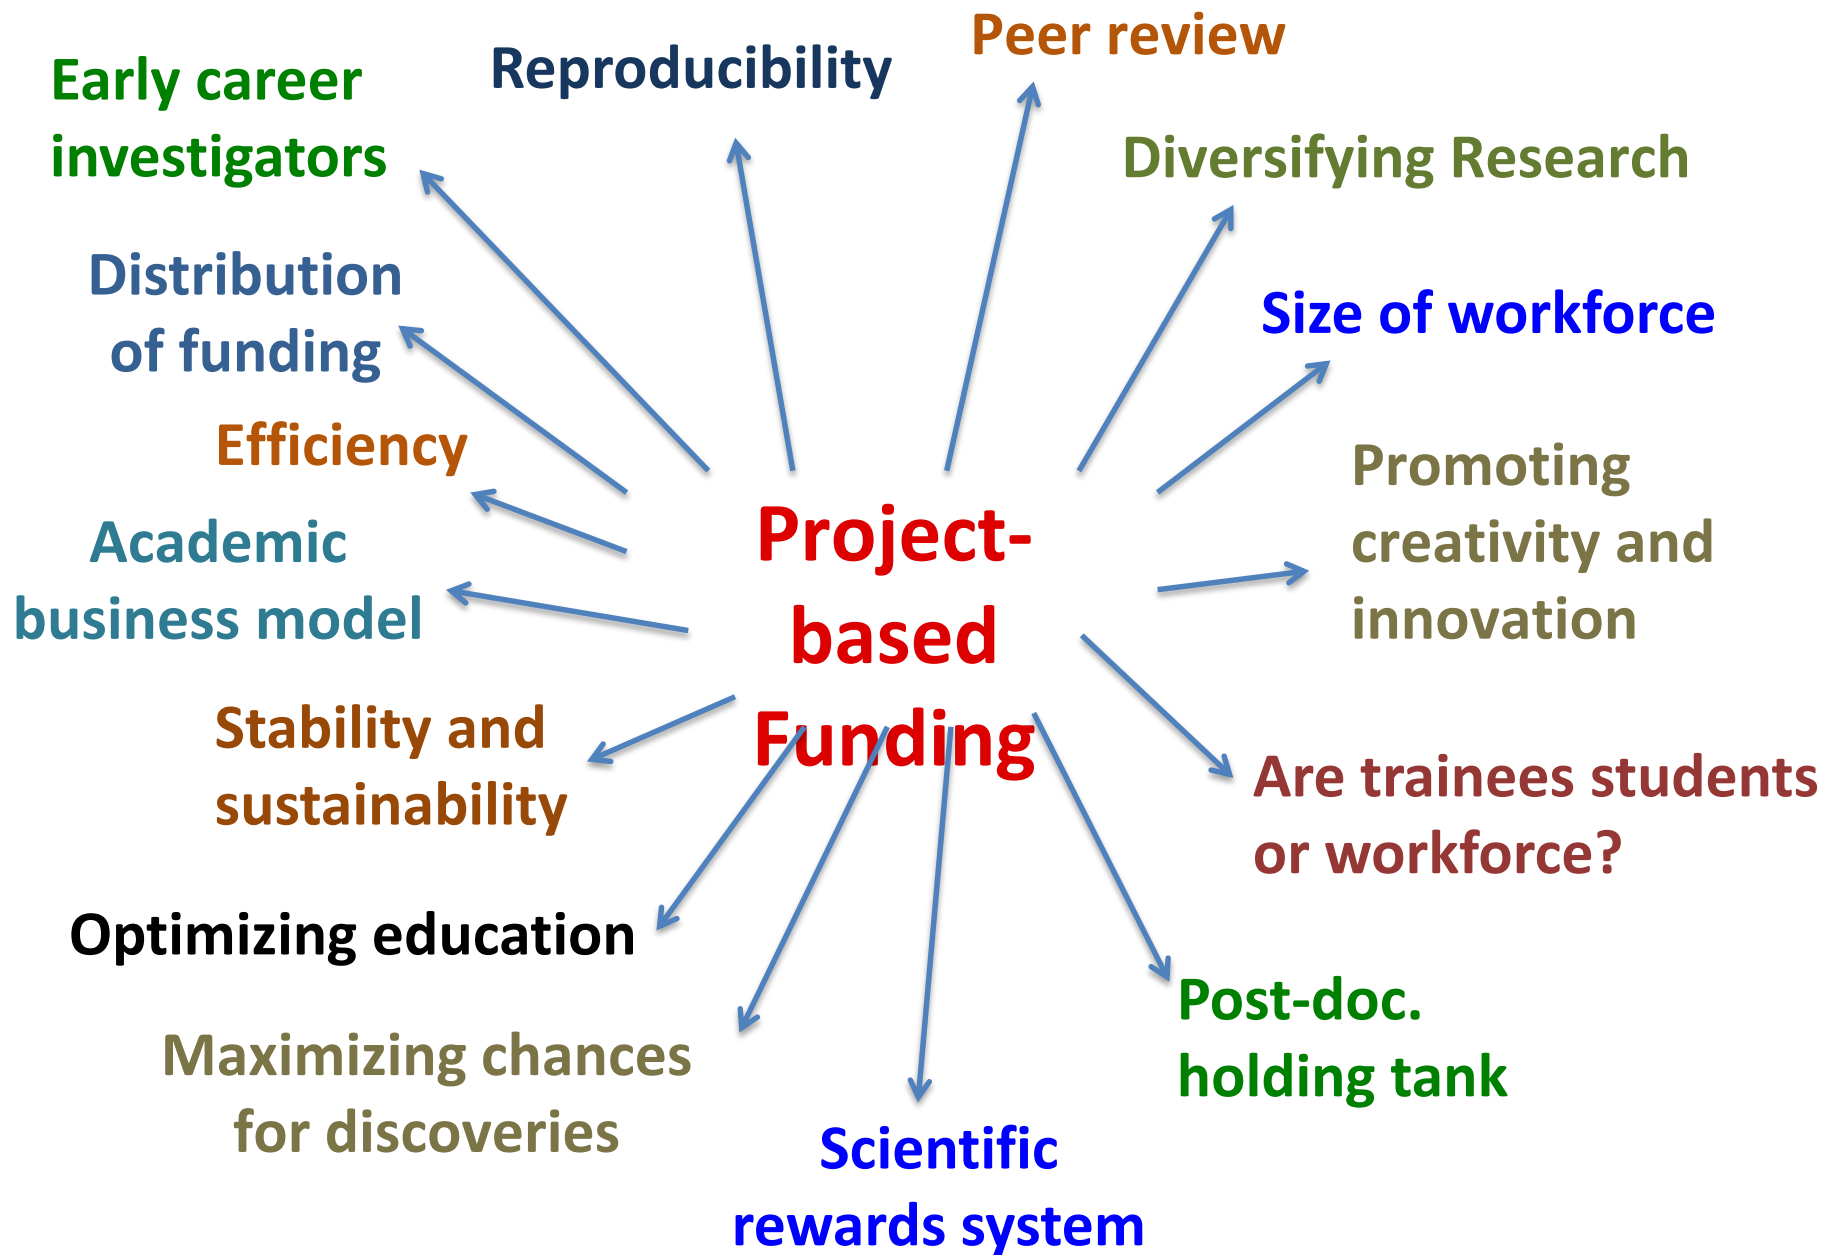 Peer review
Reproducibility
Early career
investigators
Diversifying Research
Distribution
of funding
Size of workforce
Efficiency
Promoting
creativity and
innovation
Academic
business model
Project-
based
Funding
Stability and
sustainability
Are trainees students
or workforce?
Optimizing education
Post-doc.
holding tank
Maximizing chances
for discoveries
Scientific
rewards system